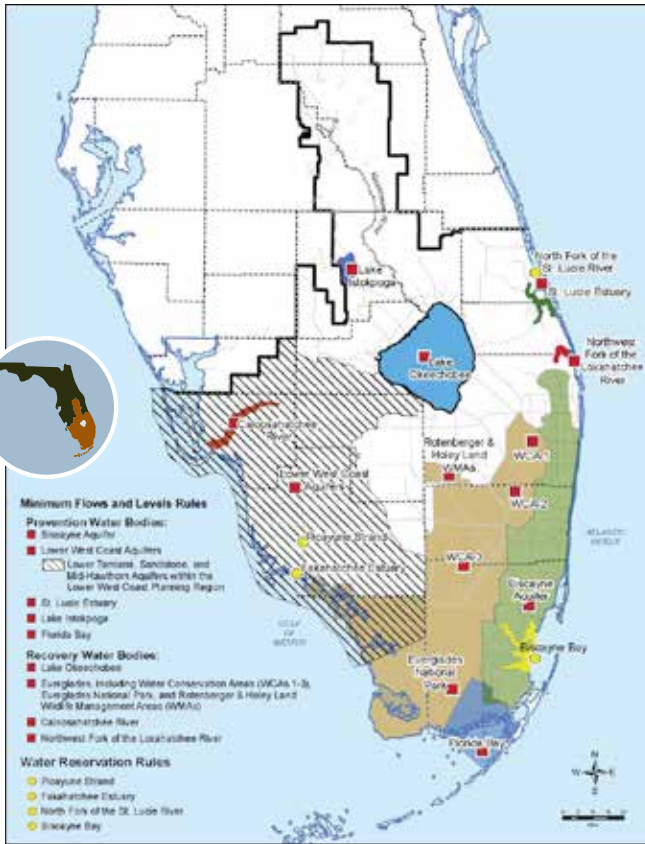 North Fork of the
St. Lucie River
St. Lucie Estuary
Lake
Istokpoga
Northwest
Fork of the
Loxahatchee
River
Lake
Okeechobee
Caloosahatchee
River
Rotenberger &
Holey Land
WMAs
WCA-1
Lower West Coast
Aquifers
WCA-2
ATLANTIC
OCEAN
Picayune Strand
WCA-3
Fakahatchee Estuary
Biscayne
Aquifer
GULF
OF
MEXICO
Biscayne Bay
Everglades
National
Park
Florida Bay
Minimum Flows and Levels Rules
Prevention Water Bodies:
Biscayne Aquifer
Lower West Coast Aquifers
Lower Tamiami, Sandstone, and
Mid-Hawthorn Aquifers within the
Lower West Coast Planning Region
St. Lucie Estuary
Lake Istokpoga
Florida Bay
Recovery Water Bodies:
Lake Okeechobee
Everglades, including Water Conservation Areas (WCAs 1-3),
Everglades National Park, and Rotenberger & Holey Land
Wildlife Management Areas (WMAs)
Caloosahatchee River
Northwest Fork of the Loxahatchee River
Water Reservation Rules
Picayune Strand
Fakahatchee Estuary
North Fork of the St. Lucie River
Biscayne Bay
N
W
E
S